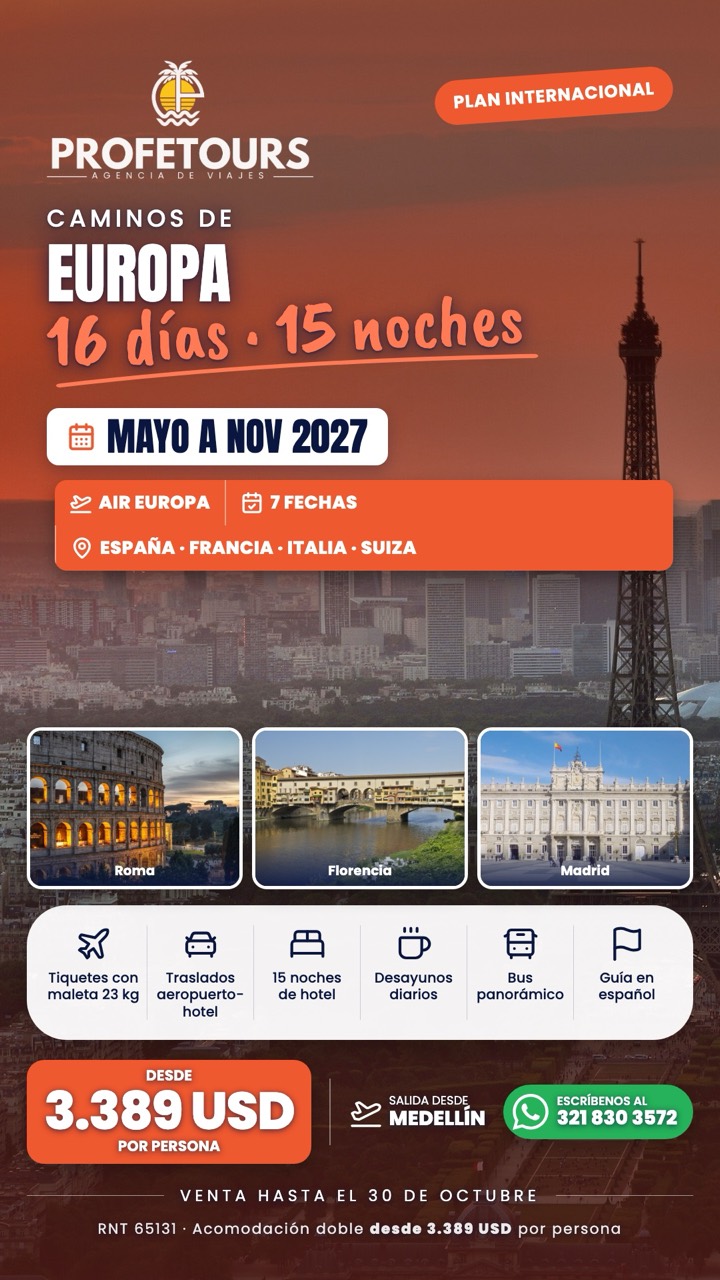 PLAN INTERNACIONAL
PROFETOURS
AGENCIA DE VIAJES
CAMINOS DE
EUROPA
16 días · 15 noches
MAYO A NOV 2027
AIR EUROPA
7 FECHAS
ESPAÑA · FRANCIA · ITALIA · SUIZA
Roma
Florencia
Madrid
Tiquetes con
maleta 23 kg
Traslados
aeropuerto-
hotel
15 noches
de hotel
Desayunos
diarios
Bus
panorámico
Guía en
español
DESDE
3.389 USD
POR PERSONA
SALIDA DESDE
MEDELLÍN
ESCRÍBENOS AL
321 830 3572
VENTA HASTA EL 30 DE OCTUBRE
RNT 65131 · Acomodación doble desde 3.389 USD por persona